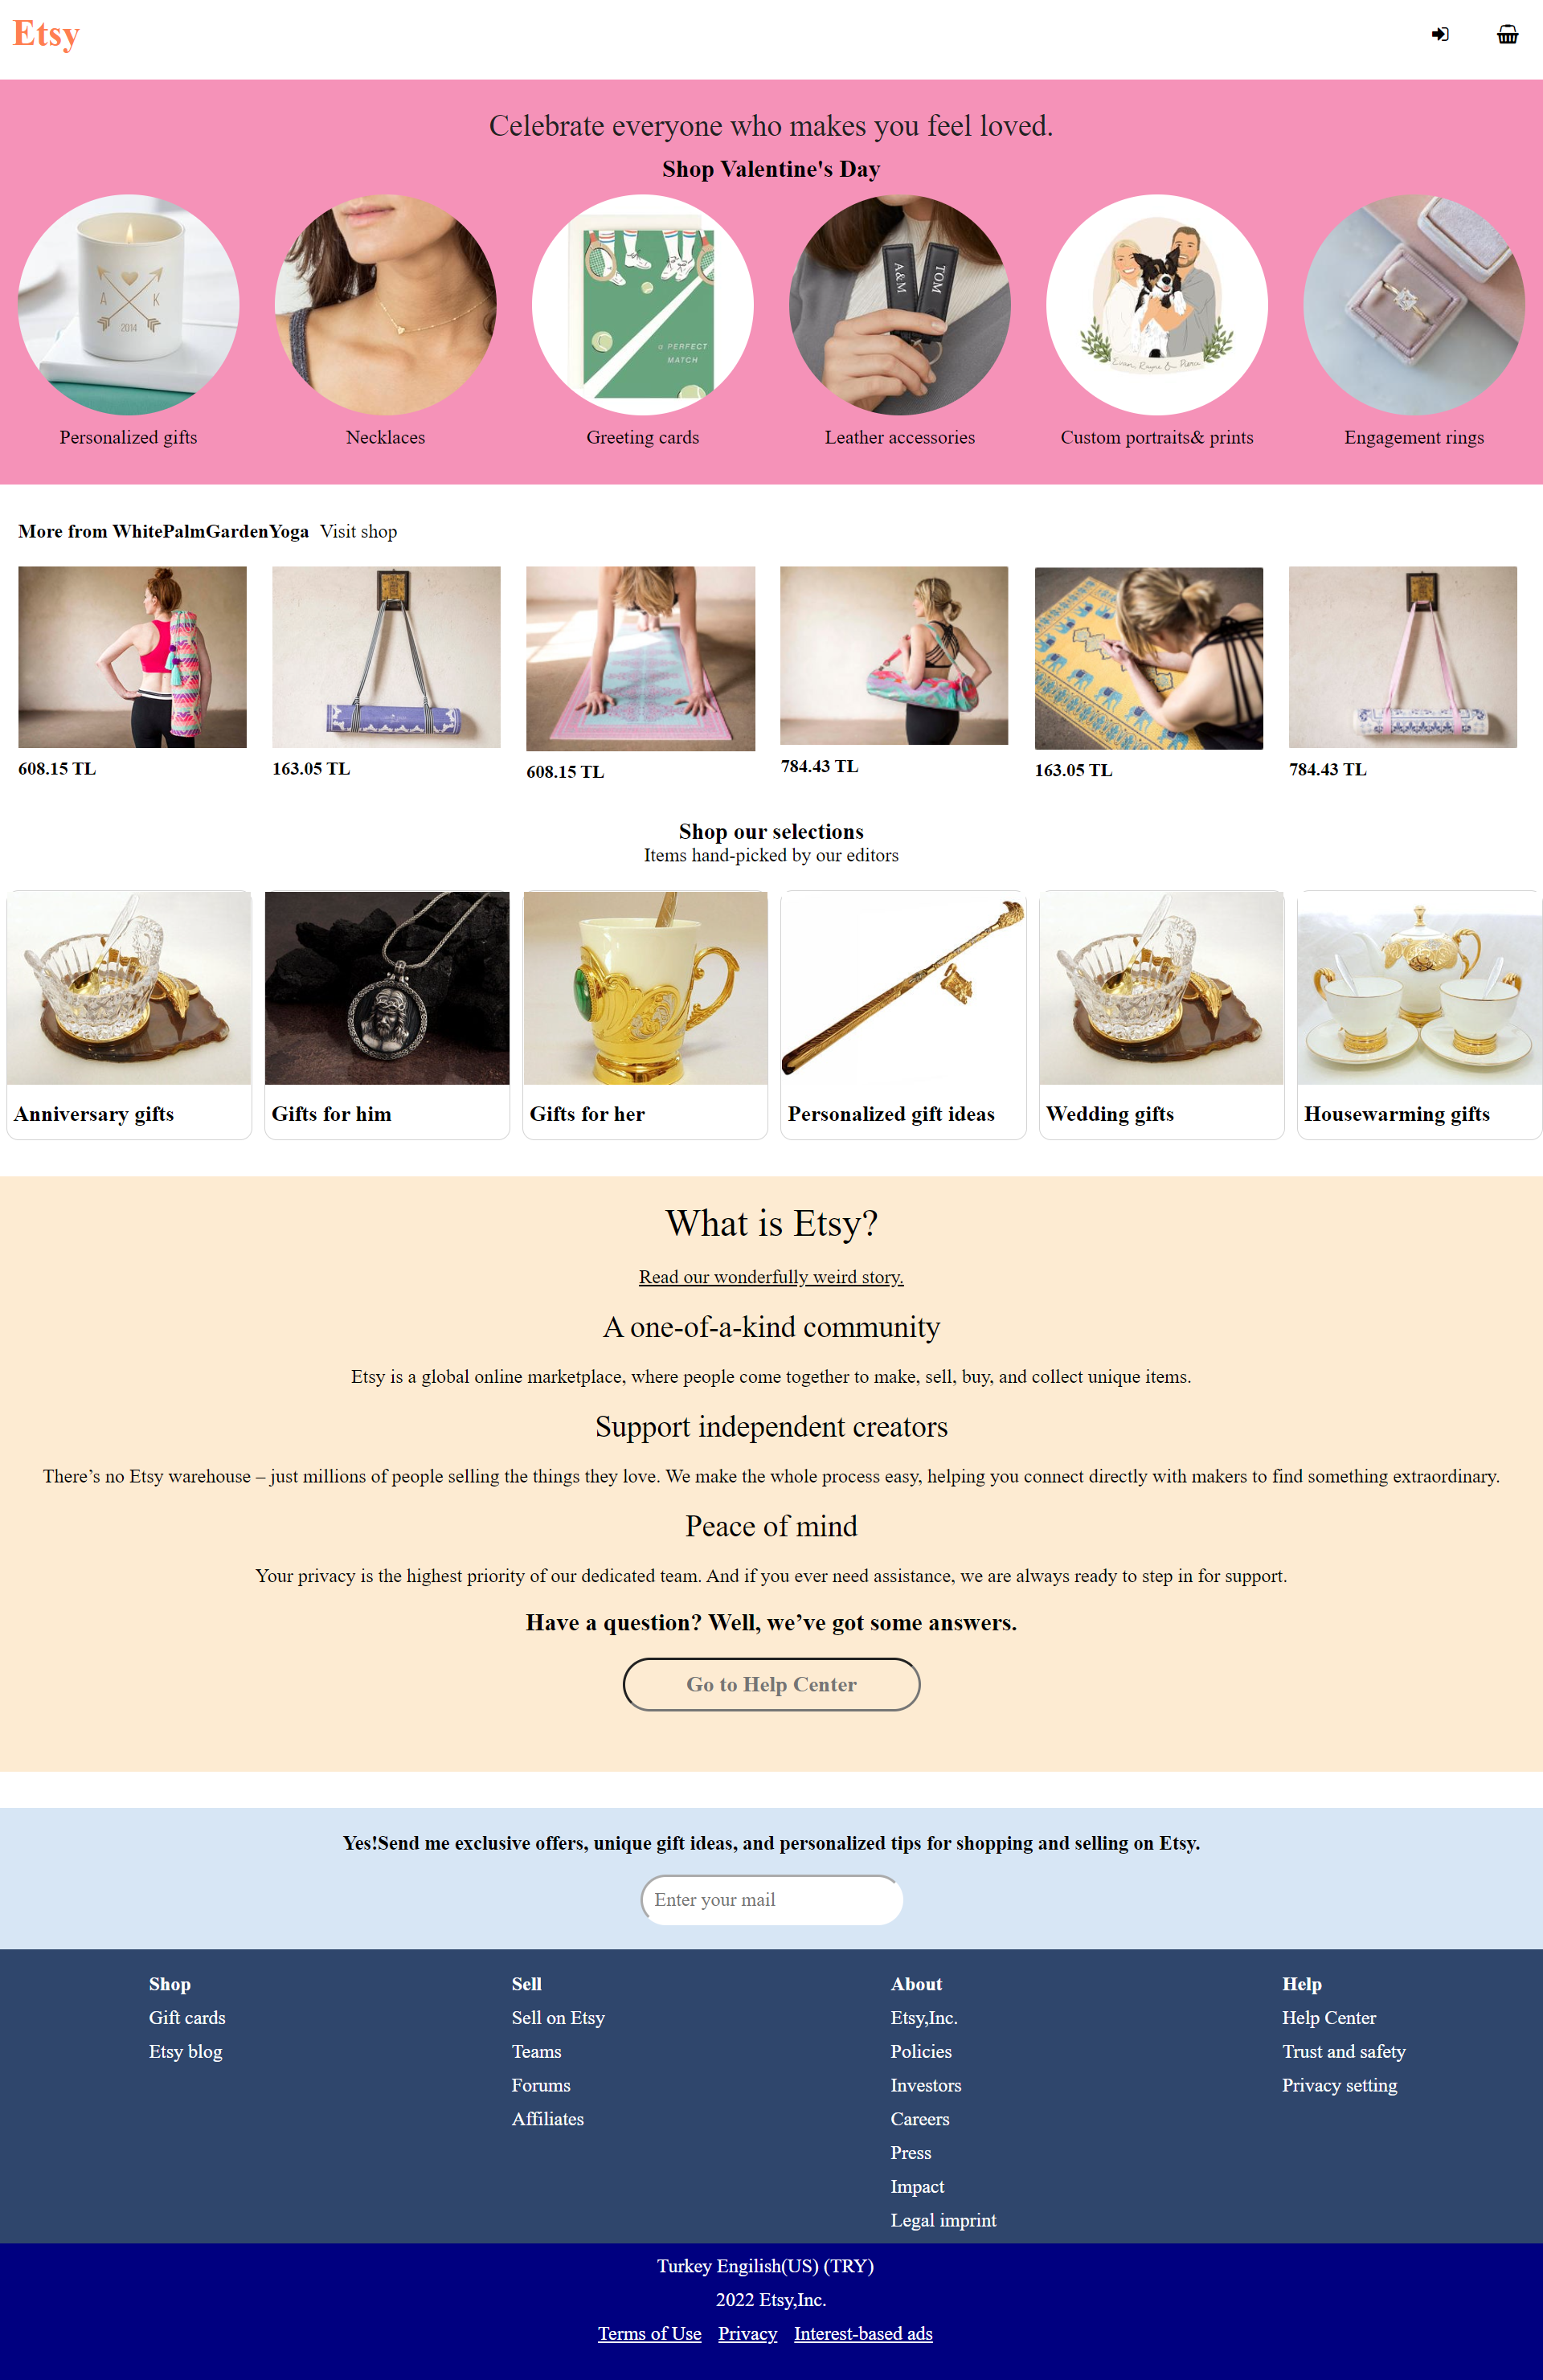 Etsy
Celebrate everyone who makes you feel loved.
Shop Valentine's Day
A K
2014
a PERFECT
MATCH
A&M
TOM
Evan, Rayne & Pierce
Personalized gifts
Necklaces
Greeting cards
Leather accessories
Custom portraits& prints
Engagement rings
More from WhitePalmGardenYoga Visit shop
608.15 TL
163.05 TL
608.15 TL
784.43 TL
163.05 TL
784.43 TL
Shop our selections
Items hand-picked by our editors
Anniversary gifts
Gifts for him
Gifts for her
Personalized gift ideas
Wedding gifts
Housewarming gifts
What is Etsy?
Read our wonderfully weird story.
A one-of-a-kind community
Etsy is a global online marketplace, where people come together to make, sell, buy, and collect unique items.
Support independent creators
There’s no Etsy warehouse – just millions of people selling the things they love. We make the whole process easy, helping you connect directly with makers to find something extraordinary.
Peace of mind
Your privacy is the highest priority of our dedicated team. And if you ever need assistance, we are always ready to step in for support.
Have a question? Well, we’ve got some answers.
Go to Help Center
Yes!Send me exclusive offers, unique gift ideas, and personalized tips for shopping and selling on Etsy.
Enter your mail
Shop
Gift cards
Etsy blog
Sell
Sell on Etsy
Teams
Forums
Affiliates
About
Etsy,Inc.
Policies
Investors
Careers
Press
Impact
Legal imprint
Help
Help Center
Trust and safety
Privacy setting
Turkey Engilish(US) (TRY)
2022 Etsy,Inc.
Terms of Use Privacy Interest-based ads